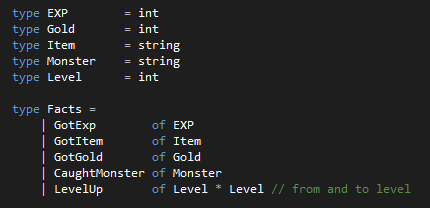 type EXP        = int
type Gold       = int
type Item       = string
type Monster    = string
type Level      = int

type Facts =
    | GotExp        of EXP
    | GotItem       of Item
    | GotGold       of Gold
    | CaughtMonster of Monster
    | LevelUp       of Level * Level // from and to level